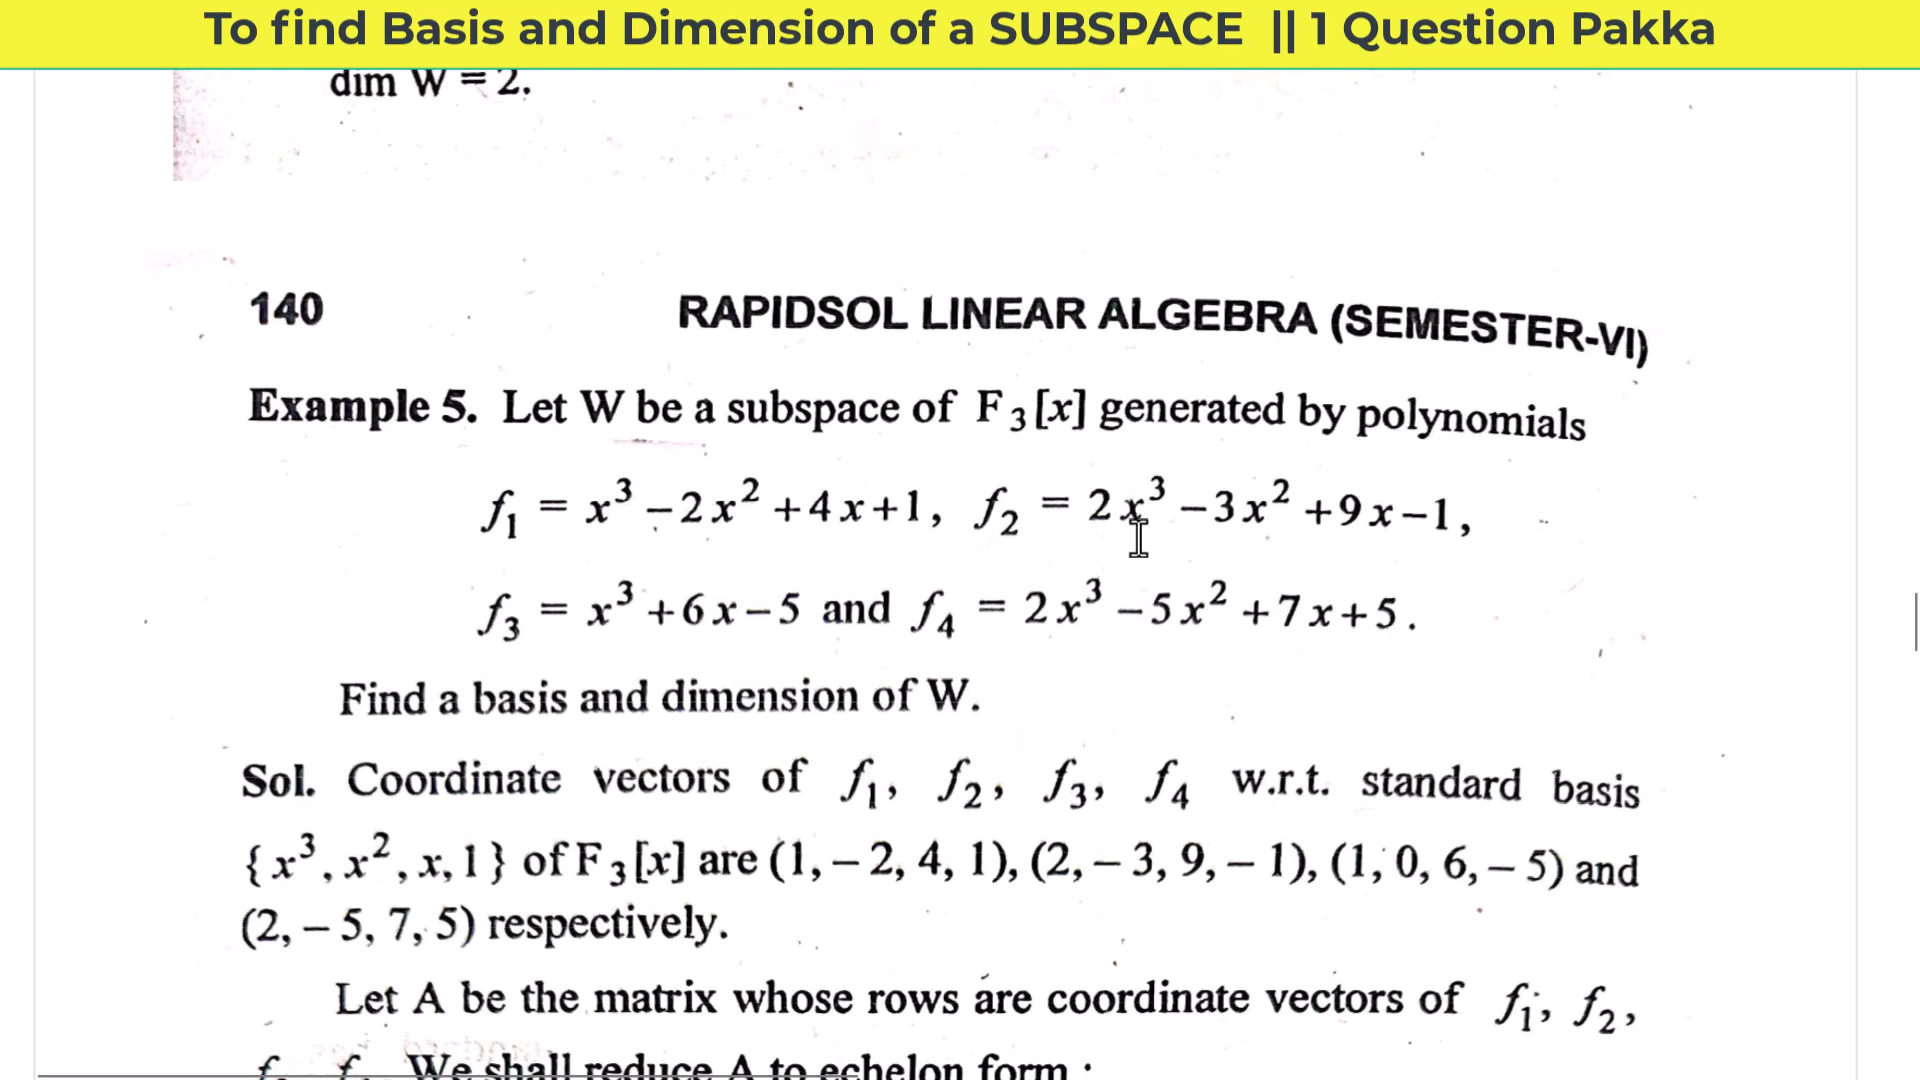 To find Basis and Dimension of a SUBSPACE || 1 Question Pakka
dim W = 2.
140 RAPIDSOL LINEAR ALGEBRA (SEMESTER-VI)
Example 5. Let W be a subspace of F₃[x] generated by polynomials
f₁ = x³ – 2x² + 4x + 1, f₂ = 2x³ – 3x² + 9x – 1,
f₃ = x³ + 6x – 5 and f₄ = 2x³ – 5x² + 7x + 5.
Find a basis and dimension of W.
Sol. Coordinate vectors of f₁, f₂, f₃, f₄ w.r.t. standard basis
{x³, x², x, 1} of F₃[x] are (1, – 2, 4, 1), (2, – 3, 9, – 1), (1, 0, 6, – 5) and
(2, – 5, 7, 5) respectively.
Let A be the matrix whose rows are coordinate vectors of f₁, f₂,
We shall reduce A to echelon form :